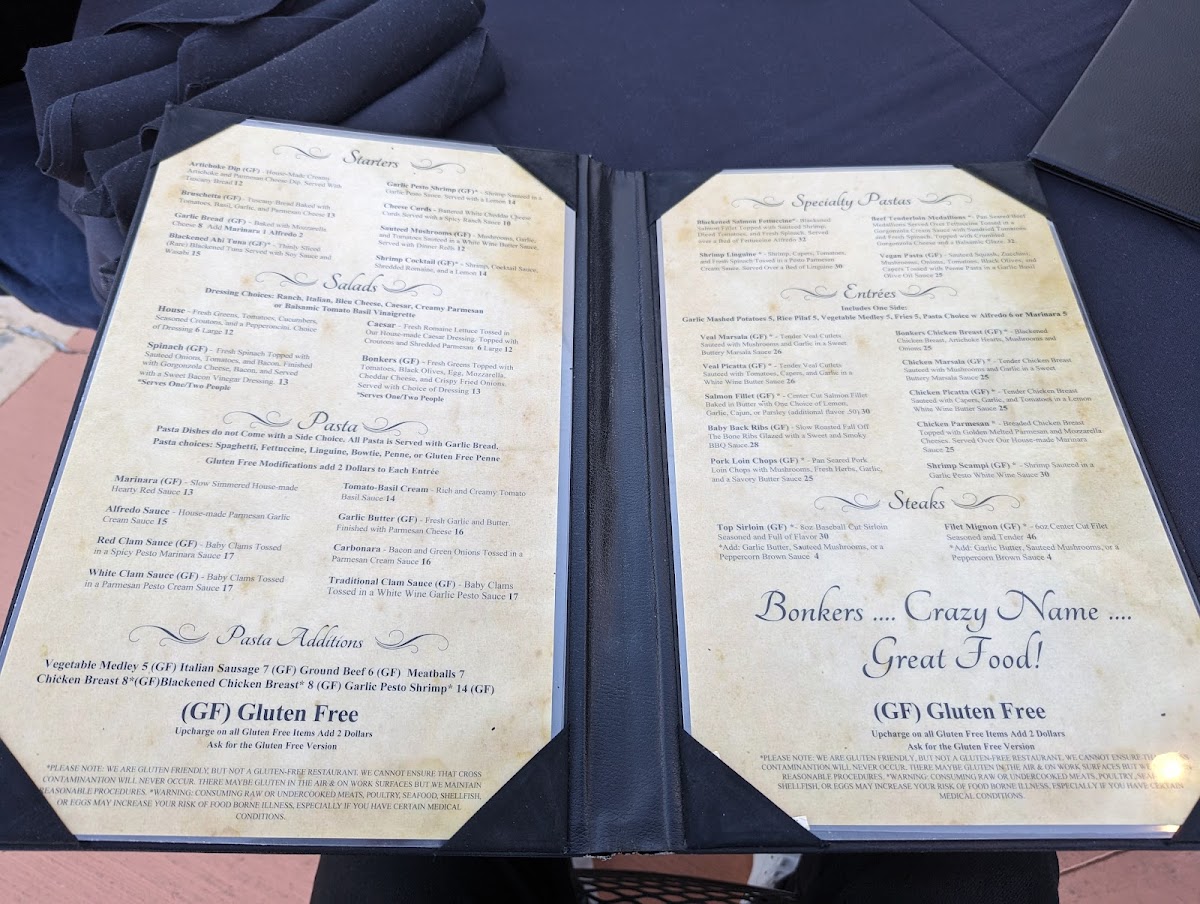 Starters
Artichoke Dip (GF) - House-Made Creamy
Artichoke and Parmesan Cheese Dip. Served With
Tuscany Bread 12
Bruschetta (GF) - Tuscany Bread Baked with
Tomatoes, Basil, Garlic, and Parmesan Cheese 13
Garlic Bread (GF) - Baked with Mozzarella
Cheese 8 Add Marinara 1 Alfredo 2
Blackened Ahi Tuna (GF)* - Thinly Sliced
(Rare) Blackened Tuna Served with Soy Sauce and
Wasabi 15
Garlic Pesto Shrimp (GF)* - Shrimp Sauteed in a
Garlic Pesto Sauce. Served with a Lemon 14
Cheese Curds - Battered White Cheddar Cheese
Curds Served with a Spicy Ranch Sauce 10
Sauteed Mushrooms (GF) - Mushrooms, Garlic,
and Tomatoes Sauteed in a White Wine Butter Sauce,
Served with Dinner Rolls 12
Shrimp Cocktail (GF)* - Shrimp, Cocktail Sauce,
Shredded Romaine, and a Lemon 14
Salads
Dressing Choices: Ranch, Italian, Bleu Cheese, Caesar, Creamy Parmesan
or Balsamic Tomato Basil Vinaigrette
House - Fresh Greens, Tomatoes, Cucumbers,
Seasoned Croutons, and a Pepperoncini. Choice
of Dressing 6 Large 12
Spinach (GF) - Fresh Spinach Topped with
Sauteed Onions, Tomatoes, and Bacon. Finished
with Gorgonzola Cheese, Bacon, and Served
with a Sweet Bacon Vinegar Dressing. 13
*Serves One/Two People
Caesar - Fresh Romaine Lettuce Tossed in
Our House-made Caesar Dressing. Topped with
Croutons and Shredded Parmesan 6 Large 12
Bonkers (GF) - Fresh Greens Topped with
Tomatoes, Black Olives, Egg, Mozzarella,
Cheddar Cheese, and Crispy Fried Onions.
Served with Choice of Dressing 13
*Serves One/Two People
Pasta
Pasta Dishes do not Come with a Side Choice. All Pasta is Served with Garlic Bread.
Pasta choices: Spaghetti, Fettuccine, Linguine, Bowtie, Penne, or Gluten Free Penne
Gluten Free Modifications add 2 Dollars to Each Entrée
Marinara (GF) - Slow Simmered House-made
Hearty Red Sauce 13
Alfredo Sauce - House-made Parmesan Garlic
Cream Sauce 15
Red Clam Sauce (GF) - Baby Clams Tossed
in a Spicy Pesto Marinara Sauce 17
White Clam Sauce (GF) - Baby Clams Tossed
in a Parmesan Pesto Cream Sauce 17
Tomato-Basil Cream - Rich and Creamy Tomato
Basil Sauce 14
Garlic Butter (GF) - Fresh Garlic and Butter,
Finished with Parmesan Cheese 16
Carbonara - Bacon and Green Onions Tossed in a
Parmesan Cream Sauce 16
Traditional Clam Sauce (GF) - Baby Clams
Tossed in a White Wine Garlic Pesto Sauce 17
Pasta Additions
Vegetable Medley 5 (GF) Italian Sausage 7 (GF) Ground Beef 6 (GF) Meatballs 7
Chicken Breast 8*(GF)Blackened Chicken Breast* 8 (GF) Garlic Pesto Shrimp* 14 (GF)
(GF) Gluten Free
Upcharge on all Gluten Free Items Add 2 Dollars
Ask for the Gluten Free Version
*PLEASE NOTE: WE ARE GLUTEN FRIENDLY, BUT NOT A GLUTEN-FREE RESTAURANT. WE CANNOT ENSURE THAT CROSS
CONTAMINANTION WILL NEVER OCCUR. THERE MAYBE GLUTEN IN THE AIR & ON WORK SURFACES BUT WE MAINTAIN
REASONABLE PROCEDURES. *WARNING: CONSUMING RAW OR UNDERCOOKED MEATS, POULTRY, SEAFOOD, SHELLFISH,
OR EGGS MAY INCREASE YOUR RISK OF FOOD BORNE ILLNESS, ESPECIALLY IF YOU HAVE CERTAIN MEDICAL
CONDITIONS.
Specialty Pastas
Blackened Salmon Fettuccine* - Blackened
Salmon Fillet Topped with Sauteed Shrimp,
Diced Tomatoes, and Fresh Spinach. Served
over a Bed of Fettuccine Alfredo 32
Shrimp Linguine* - Shrimp, Capers, Tomatoes,
and Fresh Spinach Tossed in a Pesto Parmesan
Cream Sauce. Served Over a Bed of Linguine 30
Beef Tenderloin Medallions * - Pan Seared Beef
Medallions Served Over Fettuccine Tossed in a
Gorgonzola Cream Sauce with Sundried Tomatoes
and Fresh Spinach. Topped with Crumbled
Gorgonzola Cheese and a Balsamic Glaze. 32
Vegan Pasta (GF) - Sauteed Squash, Zucchini,
Mushrooms, Onions, Tomatoes, Black Olives, and
Capers Tossed with Penne Pasta in a Garlic Basil
Olive Oil Sauce 25
Entrées
Includes One Side:
Garlic Mashed Potatoes 5, Rice Pilaf 5, Vegetable Medley 5, Fries 5, Pasta Choice w Alfredo 6 or Marinara 5
Veal Marsala (GF) * - Tender Veal Cutlets
Sauteed with Mushrooms and Garlic in a Sweet
Buttery Marsala Sauce 26
Veal Picatta (GF) * - Tender Veal Cutlets
Sauteed with Tomatoes, Capers, and Garlic in a
White Wine Butter Sauce 26
Salmon Fillet (GF) * - Center Cut Salmon Fillet
Baked in Butter with One Choice of Lemon,
Garlic, Cajun, or Parsley (additional flavor .50) 30
Baby Back Ribs (GF) - Slow Roasted Fall Off
The Bone Ribs Glazed with a Sweet and Smoky
BBQ Sauce 28
Pork Loin Chops (GF) * - Pan Seared Pork
Loin Chops with Mushrooms, Fresh Herbs, Garlic,
and a Savory Butter Sauce 25
Bonkers Chicken Breast (GF) * - Blackened
Chicken Breast, Artichoke Hearts, Mushrooms and
Onions 25
Chicken Marsala (GF) * - Tender Chicken Breast
Sauteed with Mushrooms and Garlic in a Sweet
Buttery Marsala Sauce 25
Chicken Picatta (GF) * - Tender Chicken Breast
Sauteed with Capers, Garlic, and Tomatoes in a Lemon
White Wine Butter Sauce 25
Chicken Parmesan * - Breaded Chicken Breast
Topped with Golden Melted Parmesan and Mozzarella
Cheeses. Served Over Our House-made Marinara
Sauce 25
Shrimp Scampi (GF) * - Shrimp Sauteed in a
Garlic Pesto White Wine Sauce 30
Steaks
Top Sirloin (GF) *- 8oz Baseball Cut Sirloin
Seasoned and Full of Flavor 30
*Add: Garlic Butter, Sauteed Mushrooms, or a
Peppercorn Brown Sauce 4
Filet Mignon (GF) * - 6oz Center Cut Filet
Seasoned and Tender 46
*Add: Garlic Butter, Sauteed Mushrooms, or a
Peppercorn Brown Sauce 4
Bonkers .... Crazy Name ....
Great Food!
(GF) Gluten Free
Upcharge on all Gluten Free Items Add 2 Dollars
Ask for the Gluten Free Version
*PLEASE NOTE: WE ARE GLUTEN FRIENDLY, BUT NOT A GLUTEN-FREE RESTAURANT. WE CANNOT ENSURE
CONTAMINANTION WILL NEVER OCCUR. THERE MAYBE GLUTEN IN THE AIR & ON WORK SURFACES BUT
REASONABLE PROCEDURES. *WARNING: CONSUMING RAW OR UNDERCOOKED MEATS, POULTRY,
SHELLFISH, OR EGGS MAY INCREASE YOUR RISK OF FOOD BORNE ILLNESS, ESPECIALLY IF YOU HAVE CERTAIN
MEDICAL CONDITIONS.